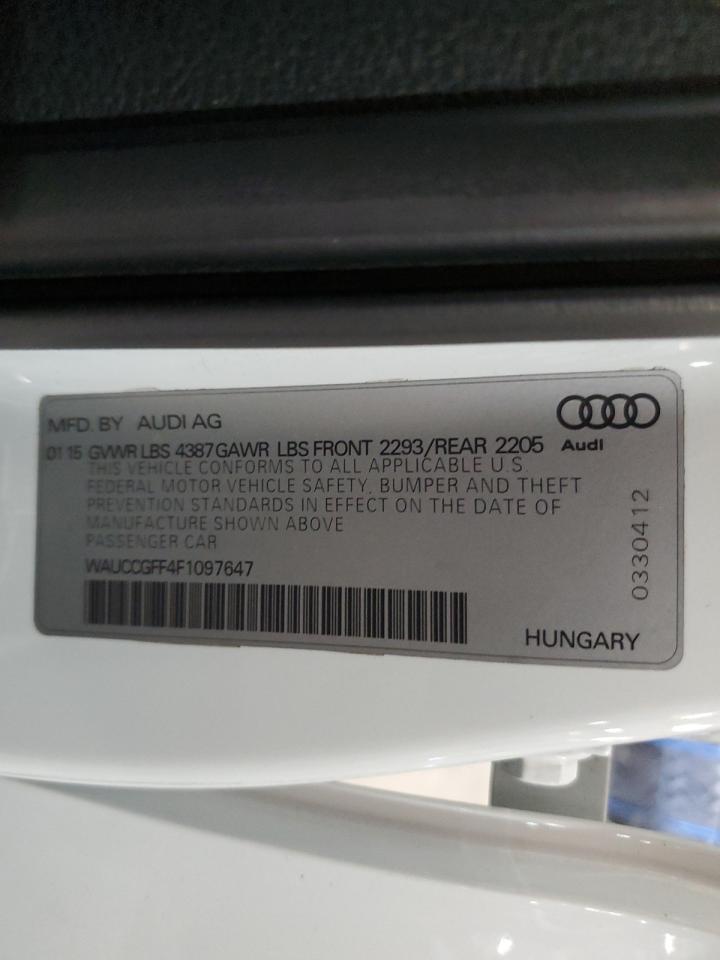 MFD. BY AUDI AG
01 15 GVWR LBS 4387 GAWR LBS FRONT 2293/REAR 2205
Audi
THIS VEHICLE CONFORMS TO ALL APPLICABLE U.S.
FEDERAL MOTOR VEHICLE SAFETY, BUMPER AND THEFT
PREVENTION STANDARDS IN EFFECT ON THE DATE OF
MANUFACTURE SHOWN ABOVE
PASSENGER CAR
WAUCCGFF4F1097647
0330412
HUNGARY